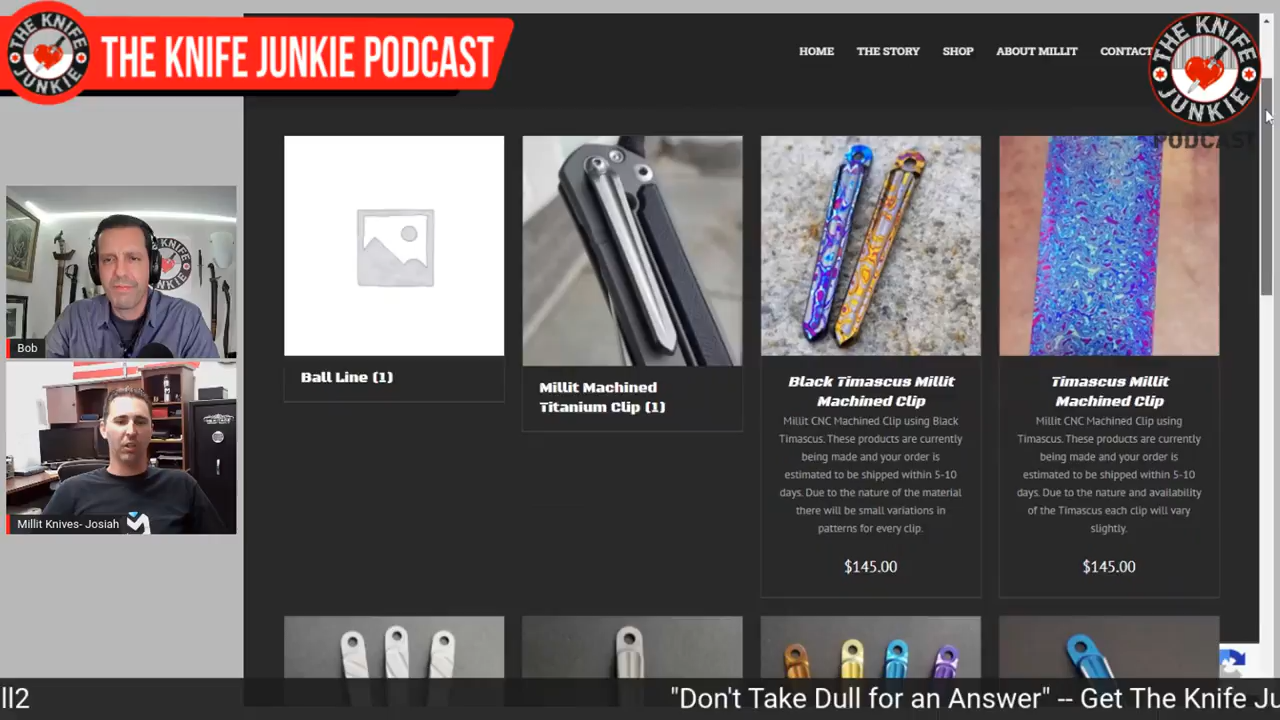 THE KNIFE JUNKIE PODCAST
THE KNIFE
JUNKIE
HOME THE STORY SHOP ABOUT MILLIT CONTACT
THE KNIFE
JUNKIE
PODCAST
THE KNIFE
JUNKIE
Bob
Millit Knives- Josiah
Ball Line (1)
Millit Machined
Titanium Clip (1)
Black Timascus Millit
Machined Clip
Millit CNC Machined Clip using Black
Timascus. These products are currently
being made and your order is
estimated to be shipped within 5-10
days. Due to the nature of the material
there will be small variations in
patterns for every clip.
$145.00
Timascus Millit
Machined Clip
Millit CNC Machined Clip using
Timascus. These products are currently
being made and your order is
estimated to be shipped within 5-10
days. Due to the nature and availability
of the Timascus each clip will vary
slightly.
$145.00
ll2 "Don't Take Dull for an Answer" -- Get The Knife Ju